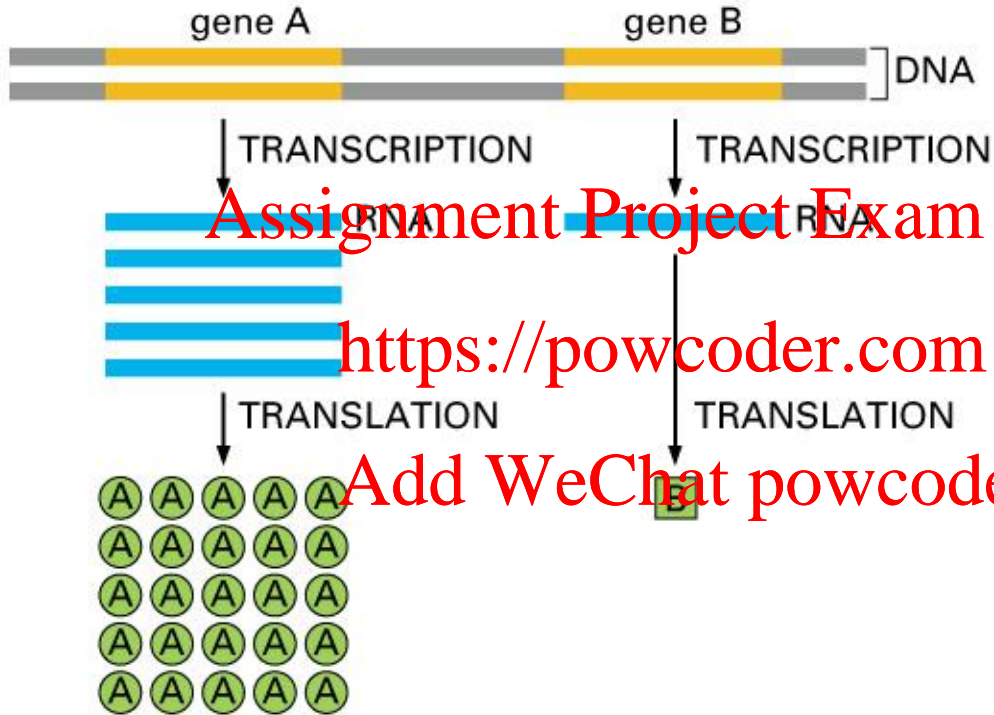 gene A gene B
DNA
TRANSCRIPTION TRANSCRIPTION
RNA RNA
Assignment Project Exam
https://powcoder.com
TRANSLATION TRANSLATION
Add WeChat powcode
A A A A A B
A A A A A
A A A A A
A A A A A
A A A A A